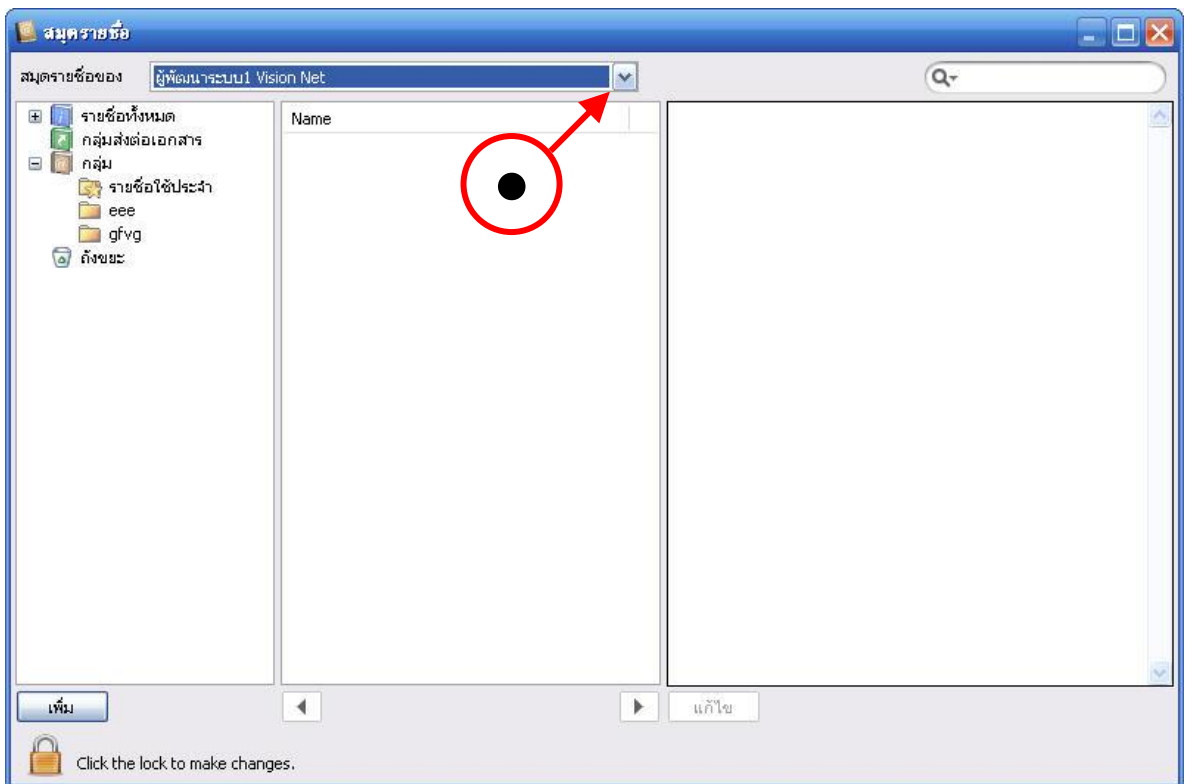 สมุดรายชื่อ
สมุดรายชื่อของ ผู้พัฒนาระบบ1 Vision Net
รายชื่อทั้งหมด
กลุ่มส่งต่อเอกสาร
กลุ่ม
รายชื่อใช้ประจำ
eee
gfvg
ถังขยะ
Name
เพิ่ม
แก้ไข
Click the lock to make changes.